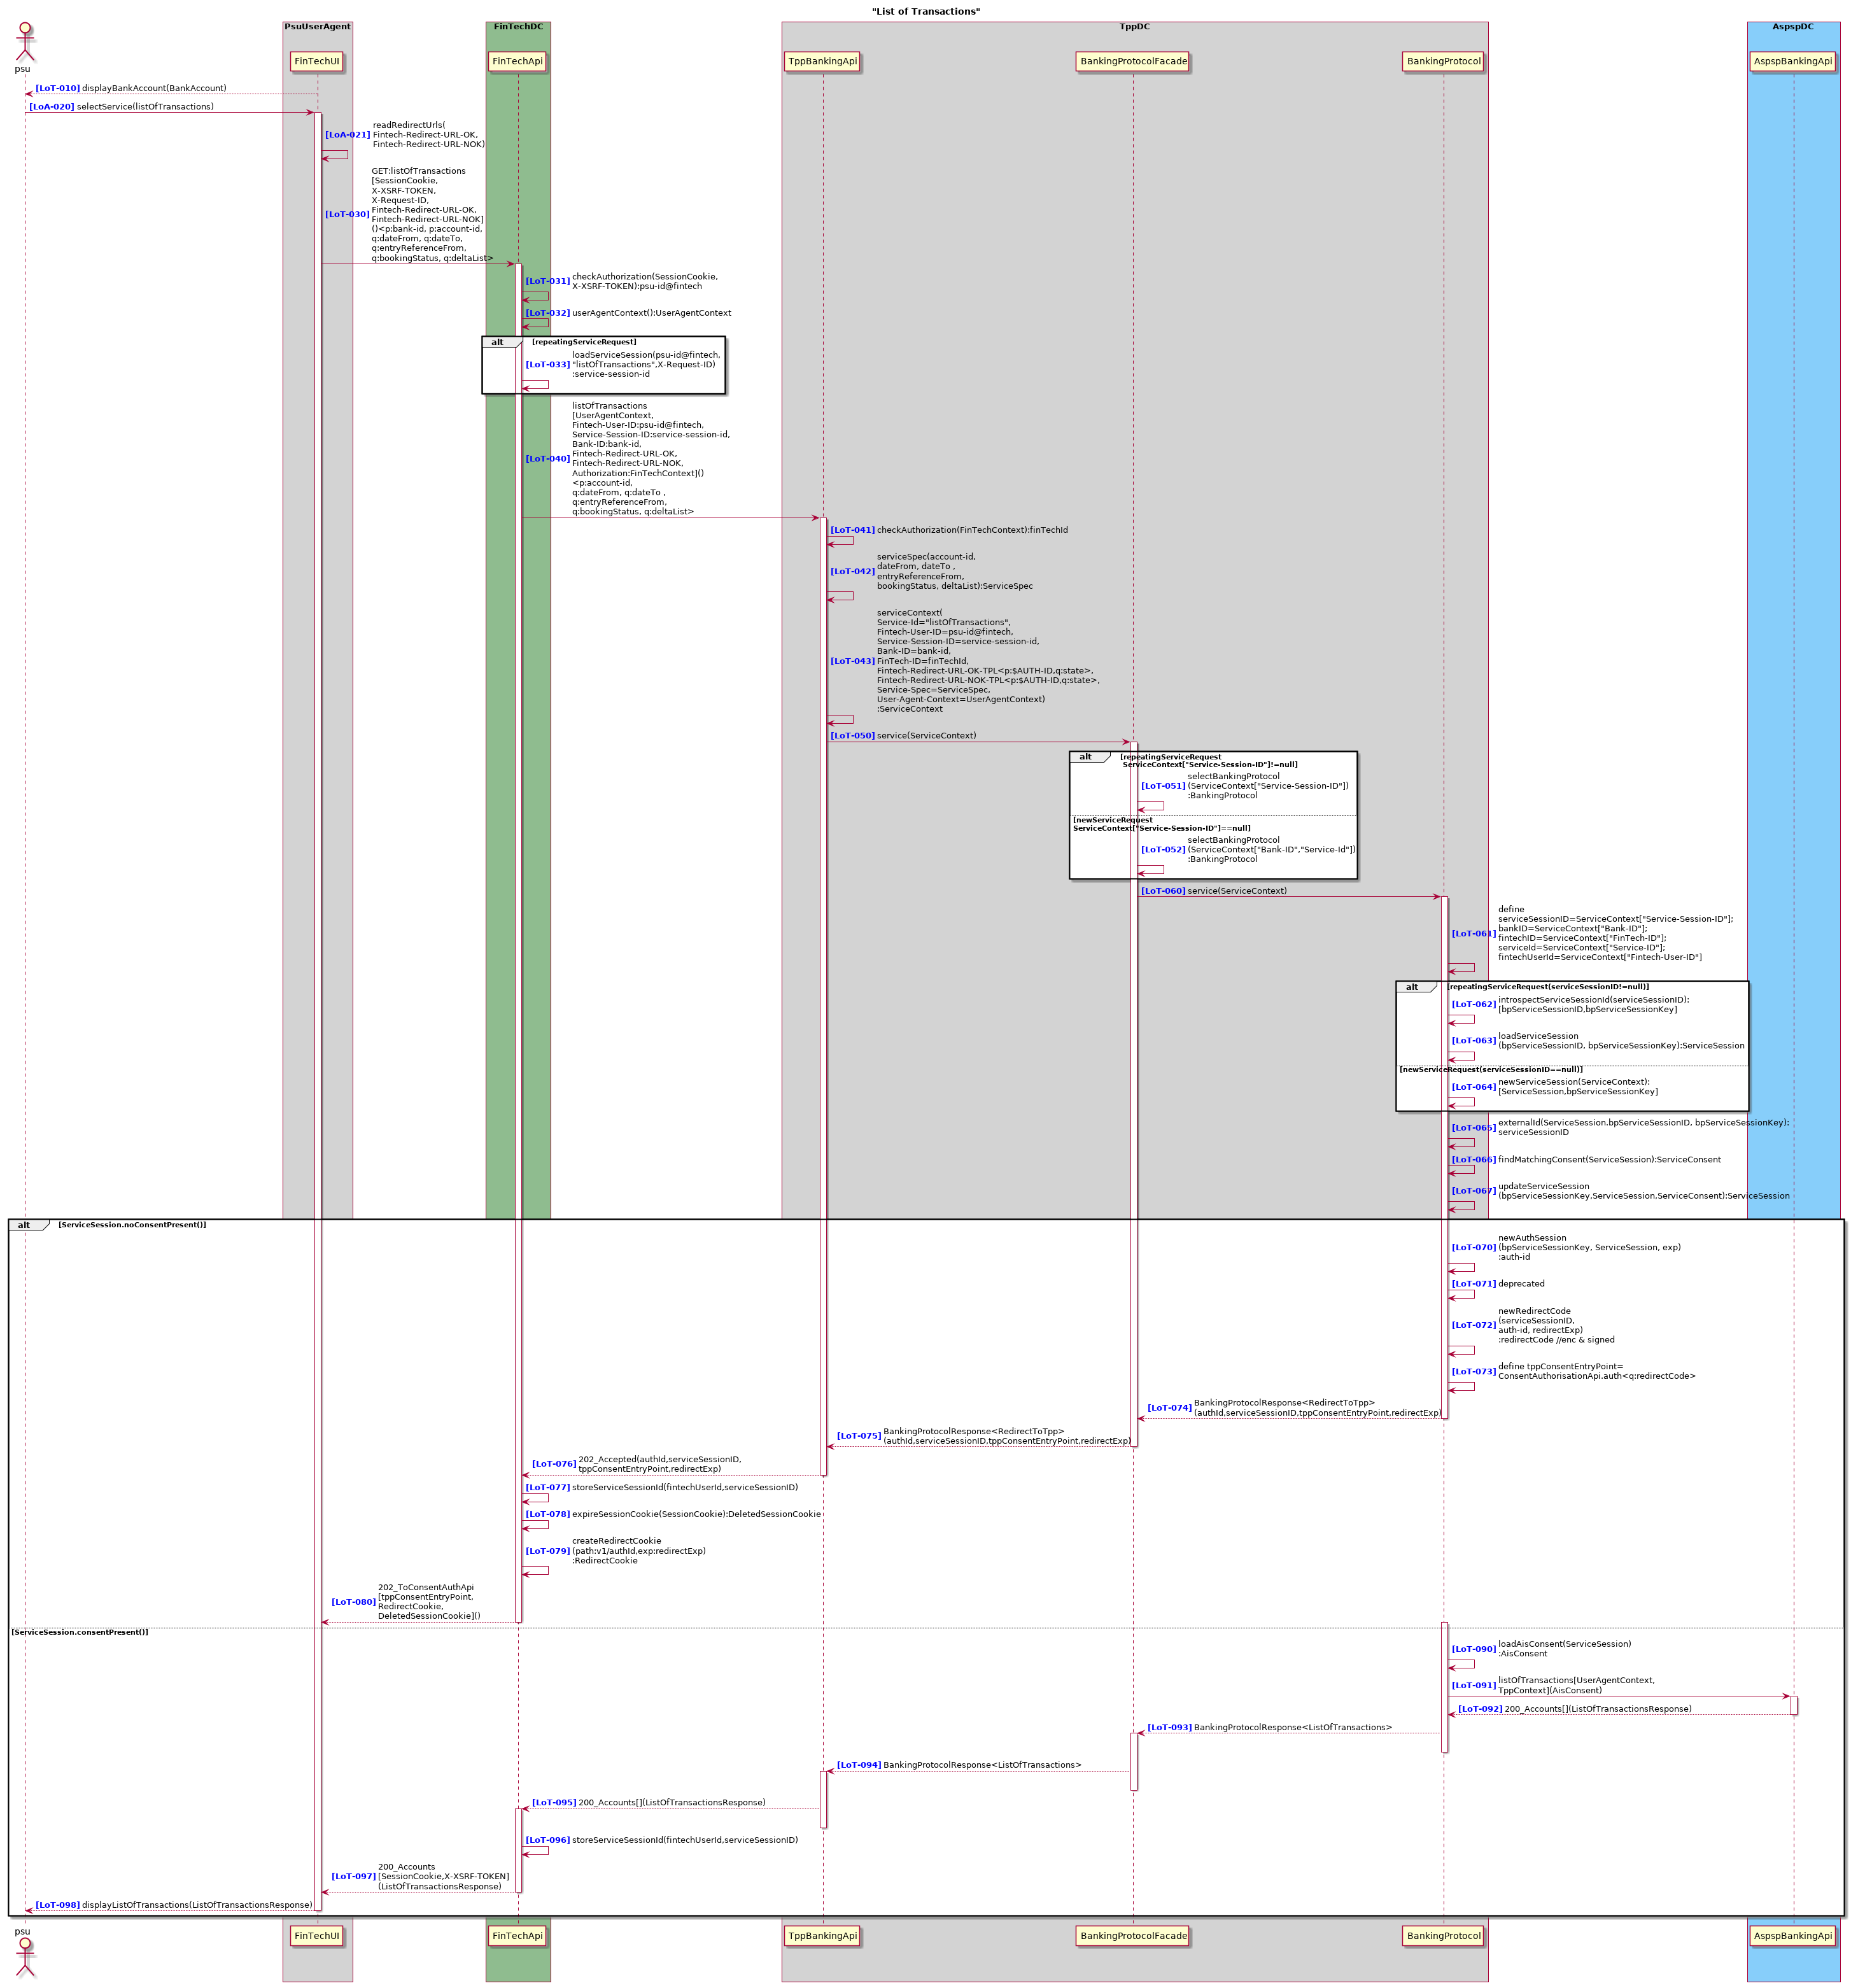 "List of Transactions"
PsuUserAgent
FinTechDC
TppDC
AspspDC
psu
FinTechUI
FinTechApi
TppBankingApi
BankingProtocolFacade
BankingProtocol
AspspBankingApi
[LoT-010] displayBankAccount(BankAccount)
[LoA-020] selectService(listOfTransactions)
[LoA-021] readRedirectUrls(
Fintech-Redirect-URL-OK,
Fintech-Redirect-URL-NOK)
[LoT-030] GET:listOfTransactions
[SessionCookie,
X-XSRF-TOKEN,
X-Request-ID,
Fintech-Redirect-URL-OK,
Fintech-Redirect-URL-NOK]
()<p:bank-id, p:account-id,
q:dateFrom, q:dateTo,
q:entryReferenceFrom,
q:bookingStatus, q:deltaList>
[LoT-031] checkAuthorization(SessionCookie,
X-XSRF-TOKEN):psu-id@fintech
[LoT-032] userAgentContext():UserAgentContext
alt [repeatingServiceRequest]
[LoT-033] loadServiceSession(psu-id@fintech,
"listOfTransactions",X-Request-ID)
:service-session-id
[LoT-040] listOfTransactions
[UserAgentContext,
Fintech-User-ID:psu-id@fintech,
Service-Session-ID:service-session-id,
Bank-ID:bank-id,
Fintech-Redirect-URL-OK,
Fintech-Redirect-URL-NOK,
Authorization:FinTechContext]()
<p:account-id,
q:dateFrom, q:dateTo ,
q:entryReferenceFrom,
q:bookingStatus, q:deltaList>
[LoT-041] checkAuthorization(FinTechContext):finTechId
[LoT-042] serviceSpec(account-id,
dateFrom, dateTo ,
entryReferenceFrom,
bookingStatus, deltaList):ServiceSpec
[LoT-043] serviceContext(
Service-Id="listOfTransactions",
Fintech-User-ID=psu-id@fintech,
Service-Session-ID=service-session-id,
Bank-ID=bank-id,
FinTech-ID=finTechId,
Fintech-Redirect-URL-OK-TPL<p:$AUTH-ID,q:state>,
Fintech-Redirect-URL-NOK-TPL<p:$AUTH-ID,q:state>,
Service-Spec=ServiceSpec,
User-Agent-Context=UserAgentContext)
:ServiceContext
[LoT-050] service(ServiceContext)
alt [repeatingServiceRequest
ServiceContext["Service-Session-ID"]!=null]
[LoT-051] selectBankingProtocol
(ServiceContext["Service-Session-ID"])
:BankingProtocol
[newServiceRequest
ServiceContext["Service-Session-ID"]==null]
[LoT-052] selectBankingProtocol
(ServiceContext["Bank-ID","Service-Id"])
:BankingProtocol
[LoT-060] service(ServiceContext)
[LoT-061] define
serviceSessionID=ServiceContext["Service-Session-ID"];
bankID=ServiceContext["Bank-ID"];
fintechID=ServiceContext["FinTech-ID"];
serviceId=ServiceContext["Service-ID"];
fintechUserId=ServiceContext["Fintech-User-ID"]
alt [repeatingServiceRequest(serviceSessionID!=null)]
[LoT-062] introspectServiceSessionId(serviceSessionID):
[bpServiceSessionID,bpServiceSessionKey]
[LoT-063] loadServiceSession
(bpServiceSessionID, bpServiceSessionKey):ServiceSession
[newServiceRequest(serviceSessionID==null)]
[LoT-064] newServiceSession(ServiceContext):
[ServiceSession,bpServiceSessionKey]
[LoT-065] externalId(ServiceSession.bpServiceSessionID, bpServiceSessionKey):
serviceSessionID
[LoT-066] findMatchingConsent(ServiceSession):ServiceConsent
[LoT-067] updateServiceSession
(bpServiceSessionKey,ServiceSession,ServiceConsent):ServiceSession
alt [ServiceSession.noConsentPresent()]
[LoT-070] newAuthSession
(bpServiceSessionKey, ServiceSession, exp)
:auth-id
[LoT-071] deprecated
[LoT-072] newRedirectCode
(serviceSessionID,
auth-id, redirectExp)
:redirectCode //enc & signed
[LoT-073] define tppConsentEntryPoint=
ConsentAuthorisationApi.auth<q:redirectCode>
[LoT-074] BankingProtocolResponse<RedirectToTpp>
(authId,serviceSessionID,tppConsentEntryPoint,redirectExp)
[LoT-075] BankingProtocolResponse<RedirectToTpp>
(authId,serviceSessionID,tppConsentEntryPoint,redirectExp)
[LoT-076] 202_Accepted(authId,serviceSessionID,
tppConsentEntryPoint,redirectExp)
[LoT-077] storeServiceSessionId(fintechUserId,serviceSessionID)
[LoT-078] expireSessionCookie(SessionCookie):DeletedSessionCookie
[LoT-079] createRedirectCookie
(path:v1/authId,exp:redirectExp)
:RedirectCookie
[LoT-080] 202_ToConsentAuthApi
[tppConsentEntryPoint,
RedirectCookie,
DeletedSessionCookie]()
[ServiceSession.consentPresent()]
[LoT-090] loadAisConsent(ServiceSession)
:AisConsent
[LoT-091] listOfTransactions[UserAgentContext,
TppContext](AisConsent)
[LoT-092] 200_Accounts[](ListOfTransactionsResponse)
[LoT-093] BankingProtocolResponse<ListOfTransactions>
[LoT-094] BankingProtocolResponse<ListOfTransactions>
[LoT-095] 200_Accounts[](ListOfTransactionsResponse)
[LoT-096] storeServiceSessionId(fintechUserId,serviceSessionID)
[LoT-097] 200_Accounts
[SessionCookie,X-XSRF-TOKEN]
(ListOfTransactionsResponse)
[LoT-098] displayListOfTransactions(ListOfTransactionsResponse)
psu
FinTechUI
FinTechApi
TppBankingApi
BankingProtocolFacade
BankingProtocol
AspspBankingApi